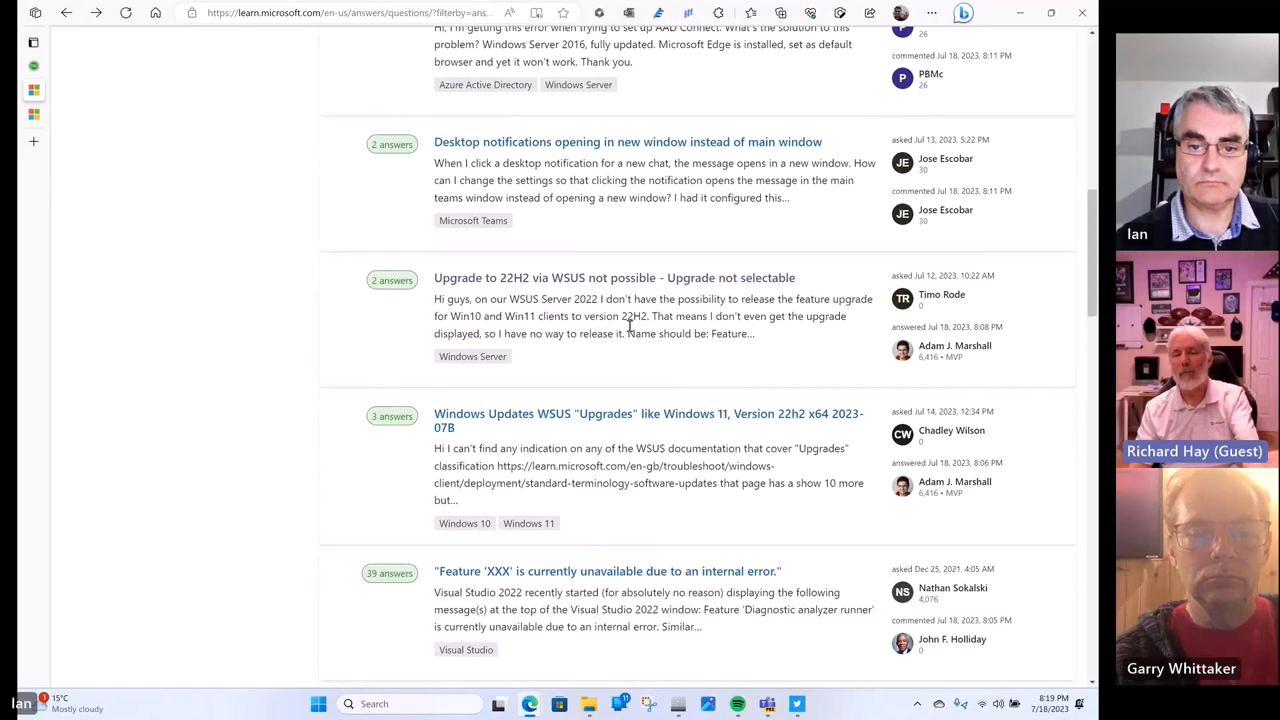 https://learn.microsoft.com/en-us/answers/questions/?filterby=ans...
Hi, I'm getting this error when trying to set up AAD Connect. What's the solution to this
problem? Windows Server 2016, fully updated. Microsoft Edge is installed, set as default
browser and yet it won't work. Thank you.
Azure Active Directory
Windows Server
P
26
commented Jul 18, 2023, 8:11 PM
P
PBMc
26
2 answers
Desktop notifications opening in new window instead of main window
When I click a desktop notification for a new chat, the message opens in a new window. How
can I change the settings so that clicking the notification opens the message in the main
teams window instead of opening a new window? I had it configured this...
Microsoft Teams
asked Jul 13, 2023, 5:22 PM
JE
Jose Escobar
30
commented Jul 18, 2023, 8:11 PM
JE
Jose Escobar
30
2 answers
Upgrade to 22H2 via WSUS not possible - Upgrade not selectable
Hi guys, on our WSUS Server 2022 I don't have the possibility to release the feature upgrade
for Win10 and Win11 clients to version 22H2. That means I don't even get the upgrade
displayed, so I have no way to release it. Name should be: Feature...
Windows Server
asked Jul 12, 2023, 10:22 AM
TR
Timo Rode
0
answered Jul 18, 2023, 8:08 PM
Adam J. Marshall
6,416 • MVP
3 answers
Windows Updates WSUS "Upgrades" like Windows 11, Version 22h2 x64 2023-
07B
Hi I can't find any indication on any of the WSUS documentation that cover "Upgrades"
classification https://learn.microsoft.com/en-gb/troubleshoot/windows-
client/deployment/standard-terminology-software-updates that page has a show 10 more
but...
Windows 10
Windows 11
asked Jul 14, 2023, 12:34 PM
CW
Chadley Wilson
0
answered Jul 18, 2023, 8:06 PM
Adam J. Marshall
6,416 • MVP
39 answers
"Feature 'XXX' is currently unavailable due to an internal error."
Visual Studio 2022 recently started (for absolutely no reason) displaying the following
message(s) at the top of the Visual Studio 2022 window: Feature 'Diagnostic analyzer runner'
is currently unavailable due to an internal error. Similar...
Visual Studio
asked Dec 25, 2021, 4:05 AM
NS
Nathan Sokalski
4,076
commented Jul 18, 2023, 8:05 PM
John F. Holliday
0
Ian
Richard Hay (Guest)
Garry Whittaker
Ian
1
15°C
Mostly cloudy
Search
11
8:19 PM
7/18/2023